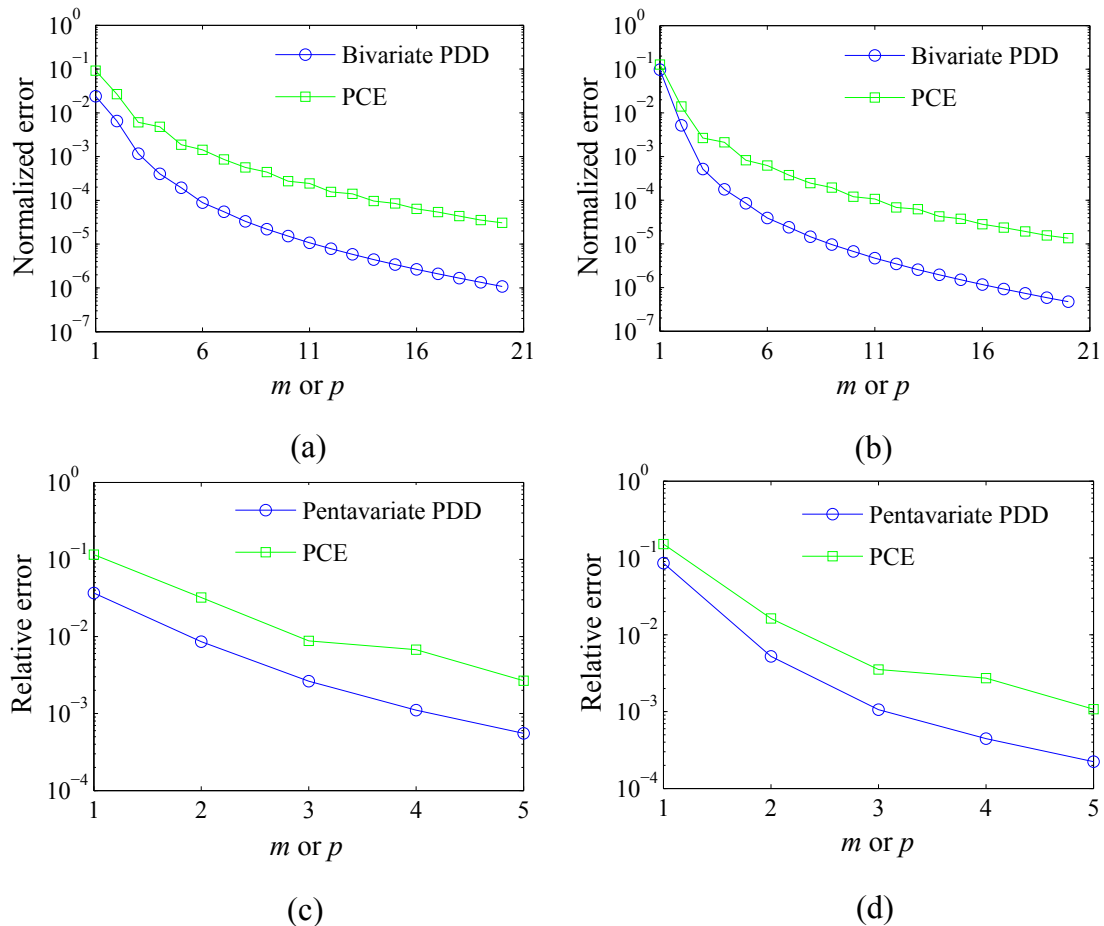 Normalized error
10^0
10^−1
10^−2
10^−3
10^−4
10^−5
10^−6
10^−7
Bivariate PDD
PCE
1 6 11 16 21
m or p
(a)
Normalized error
10^0
10^−1
10^−2
10^−3
10^−4
10^−5
10^−6
10^−7
Bivariate PDD
PCE
1 6 11 16 21
m or p
(b)
Relative error
10^0
10^−1
10^−2
10^−3
10^−4
Pentavariate PDD
PCE
1 2 3 4 5
m or p
(c)
Relative error
10^0
10^−1
10^−2
10^−3
10^−4
Pentavariate PDD
PCE
1 2 3 4 5
m or p
(d)